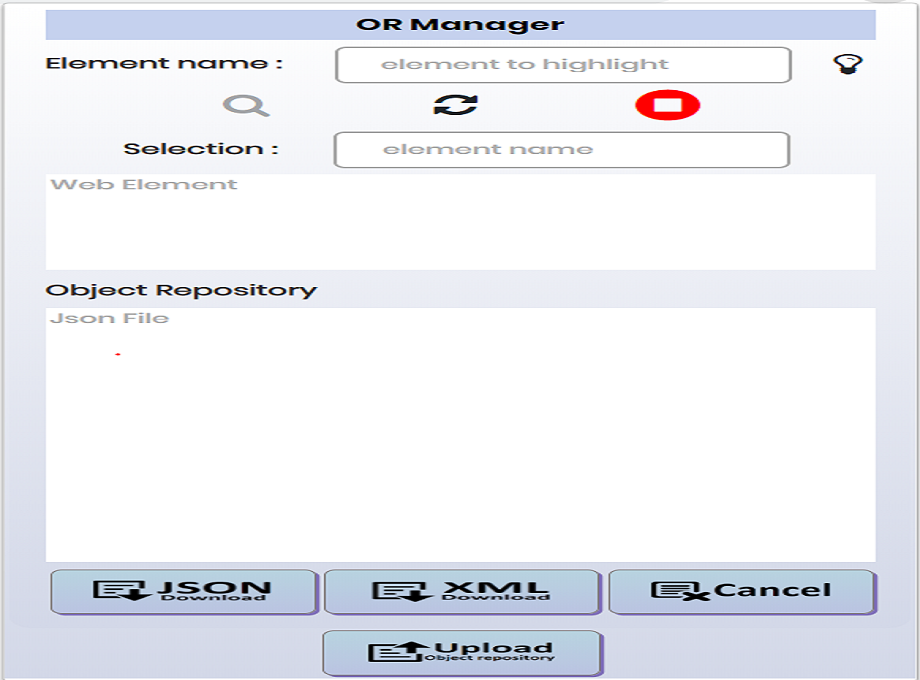 OR Manager
Element name :
element to highlight
Selection :
element name
Web Element
Object Repository
Json File
JSON
Download
XML
Download
Cancel
Upload
Object repository